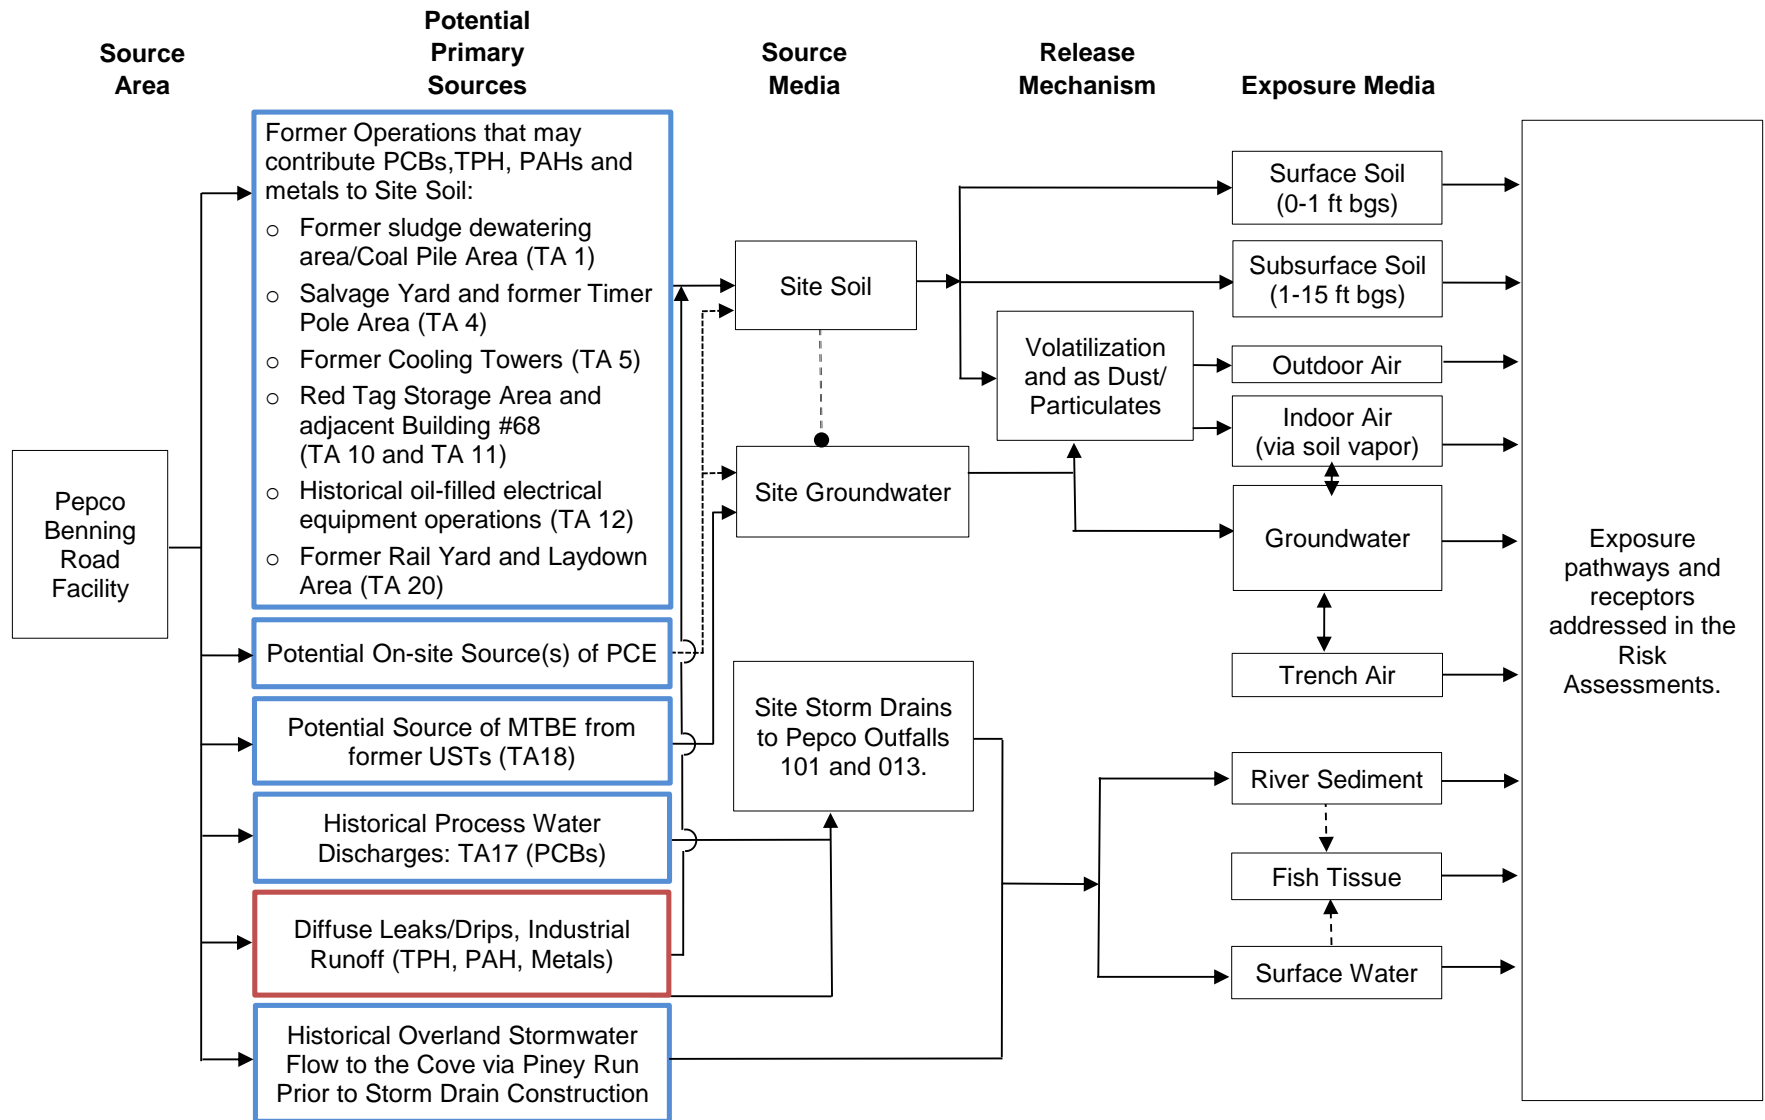 Source
Area
Potential
Primary
Sources
Source
Media
Release
Mechanism
Exposure Media
Pepco
Benning
Road
Facility
Former Operations that may
contribute PCBs,TPH, PAHs and
metals to Site Soil:
o Former sludge dewatering
area/Coal Pile Area (TA 1)
o Salvage Yard and former Timer
Pole Area (TA 4)
o Former Cooling Towers (TA 5)
o Red Tag Storage Area and
adjacent Building #68
(TA 10 and TA 11)
o Historical oil-filled electrical
equipment operations (TA 12)
o Former Rail Yard and Laydown
Area (TA 20)
Potential On-site Source(s) of PCE
Potential Source of MTBE from
former USTs (TA18)
Historical Process Water
Discharges: TA17 (PCBs)
Diffuse Leaks/Drips, Industrial
Runoff (TPH, PAH, Metals)
Historical Overland Stormwater
Flow to the Cove via Piney Run
Prior to Storm Drain Construction
Site Soil
Site Groundwater
Site Storm Drains
to Pepco Outfalls
101 and 013.
Volatilization
and as Dust/
Particulates
Surface Soil
(0-1 ft bgs)
Subsurface Soil
(1-15 ft bgs)
Outdoor Air
Indoor Air
(via soil vapor)
Groundwater
Trench Air
River Sediment
Fish Tissue
Surface Water
Exposure
pathways and
receptors
addressed in the
Risk
Assessments.